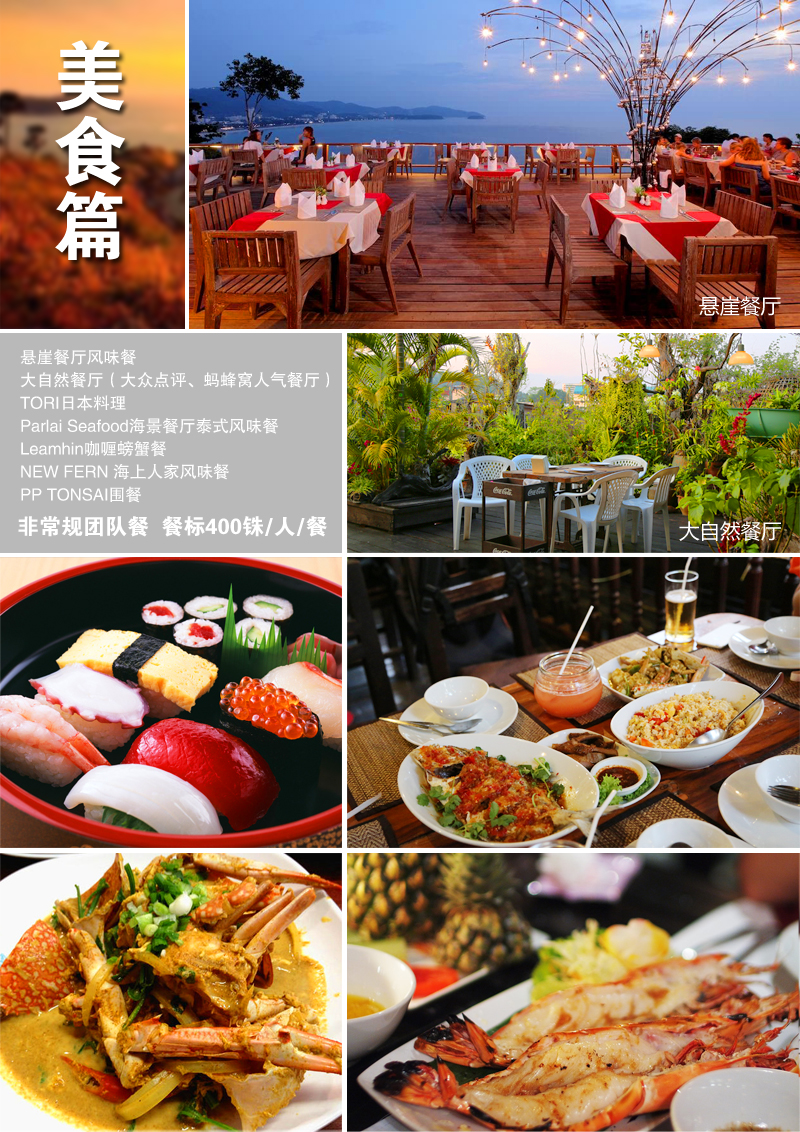 美食篇
悬崖餐厅
悬崖餐厅风味餐
大自然餐厅（大众点评、蚂蜂窝人气餐厅）
TORI日本料理
Parlai Seafood海景餐厅泰式风味餐
Leamhin咖喱螃蟹餐
NEW FERN 海上人家风味餐
PP TONSAI围餐
非常规团队餐 餐标400铢/人/餐
大自然餐厅
Coca-Cola